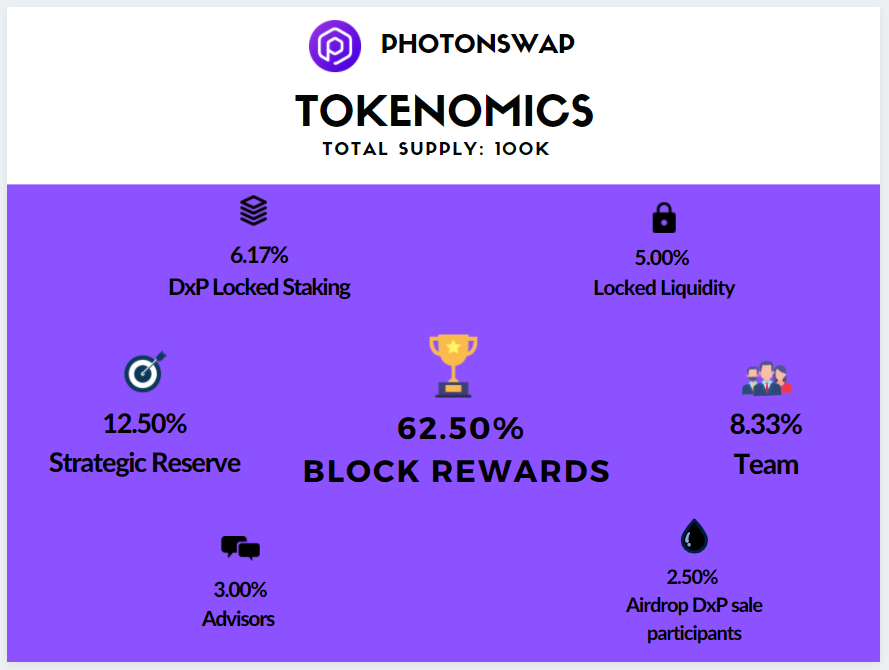 PHOTONSWAP
TOKENOMICS
TOTAL SUPPLY: 100K
6.17%
DxP Locked Staking
5.00%
Locked Liquidity
12.50%
Strategic Reserve
62.50%
BLOCK REWARDS
8.33%
Team
3.00%
Advisors
2.50%
Airdrop DxP sale
participants